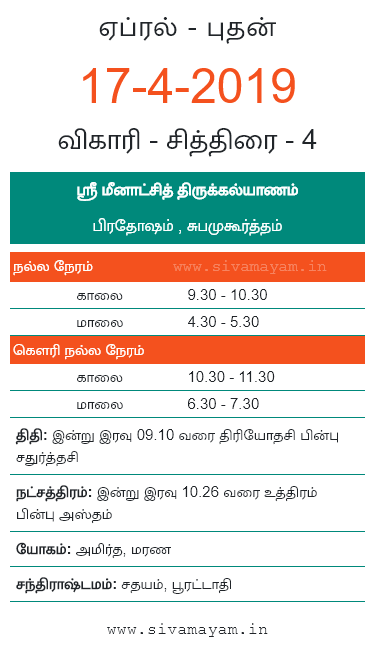 ஏப்ரல் - புதன்
17-4-2019
விகாரி - சித்திரை - 4
ஸ்ரீ மீனாட்சித் திருக்கல்யாணம்
பிரதோஷம் , சுபமுகூர்த்தம்
நல்ல நேரம் www.sivamayam.in
காலை 9.30 - 10.30
மாலை 4.30 - 5.30
கௌரி நல்ல நேரம்
காலை 10.30 - 11.30
மாலை 6.30 - 7.30
திதி: இன்று இரவு 09.10 வரை திரியோதசி பின்பு
சதுர்த்தசி
நட்சத்திரம்: இன்று இரவு 10.26 வரை உத்திரம்
பின்பு அஸ்தம்
யோகம்: அமிர்த, மரண
சந்திராஷ்டமம்: சதயம், பூரட்டாதி
www.sivamayam.in